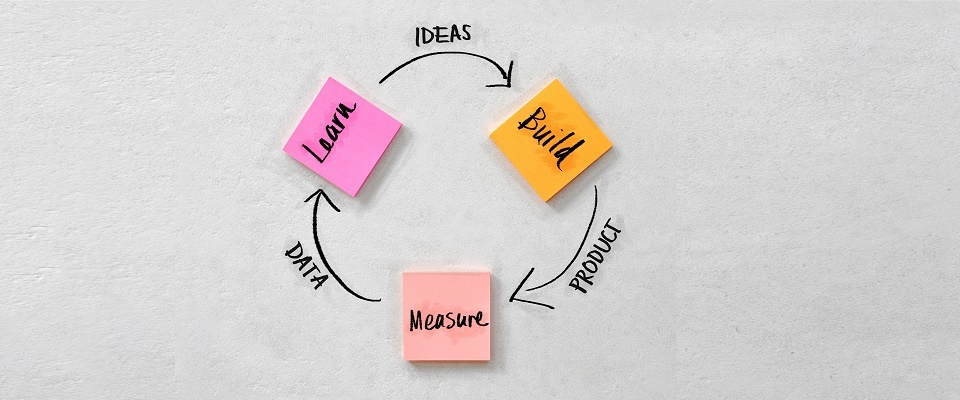 IDEAS
Learn
Build
DATA
PRODUCT
Measure